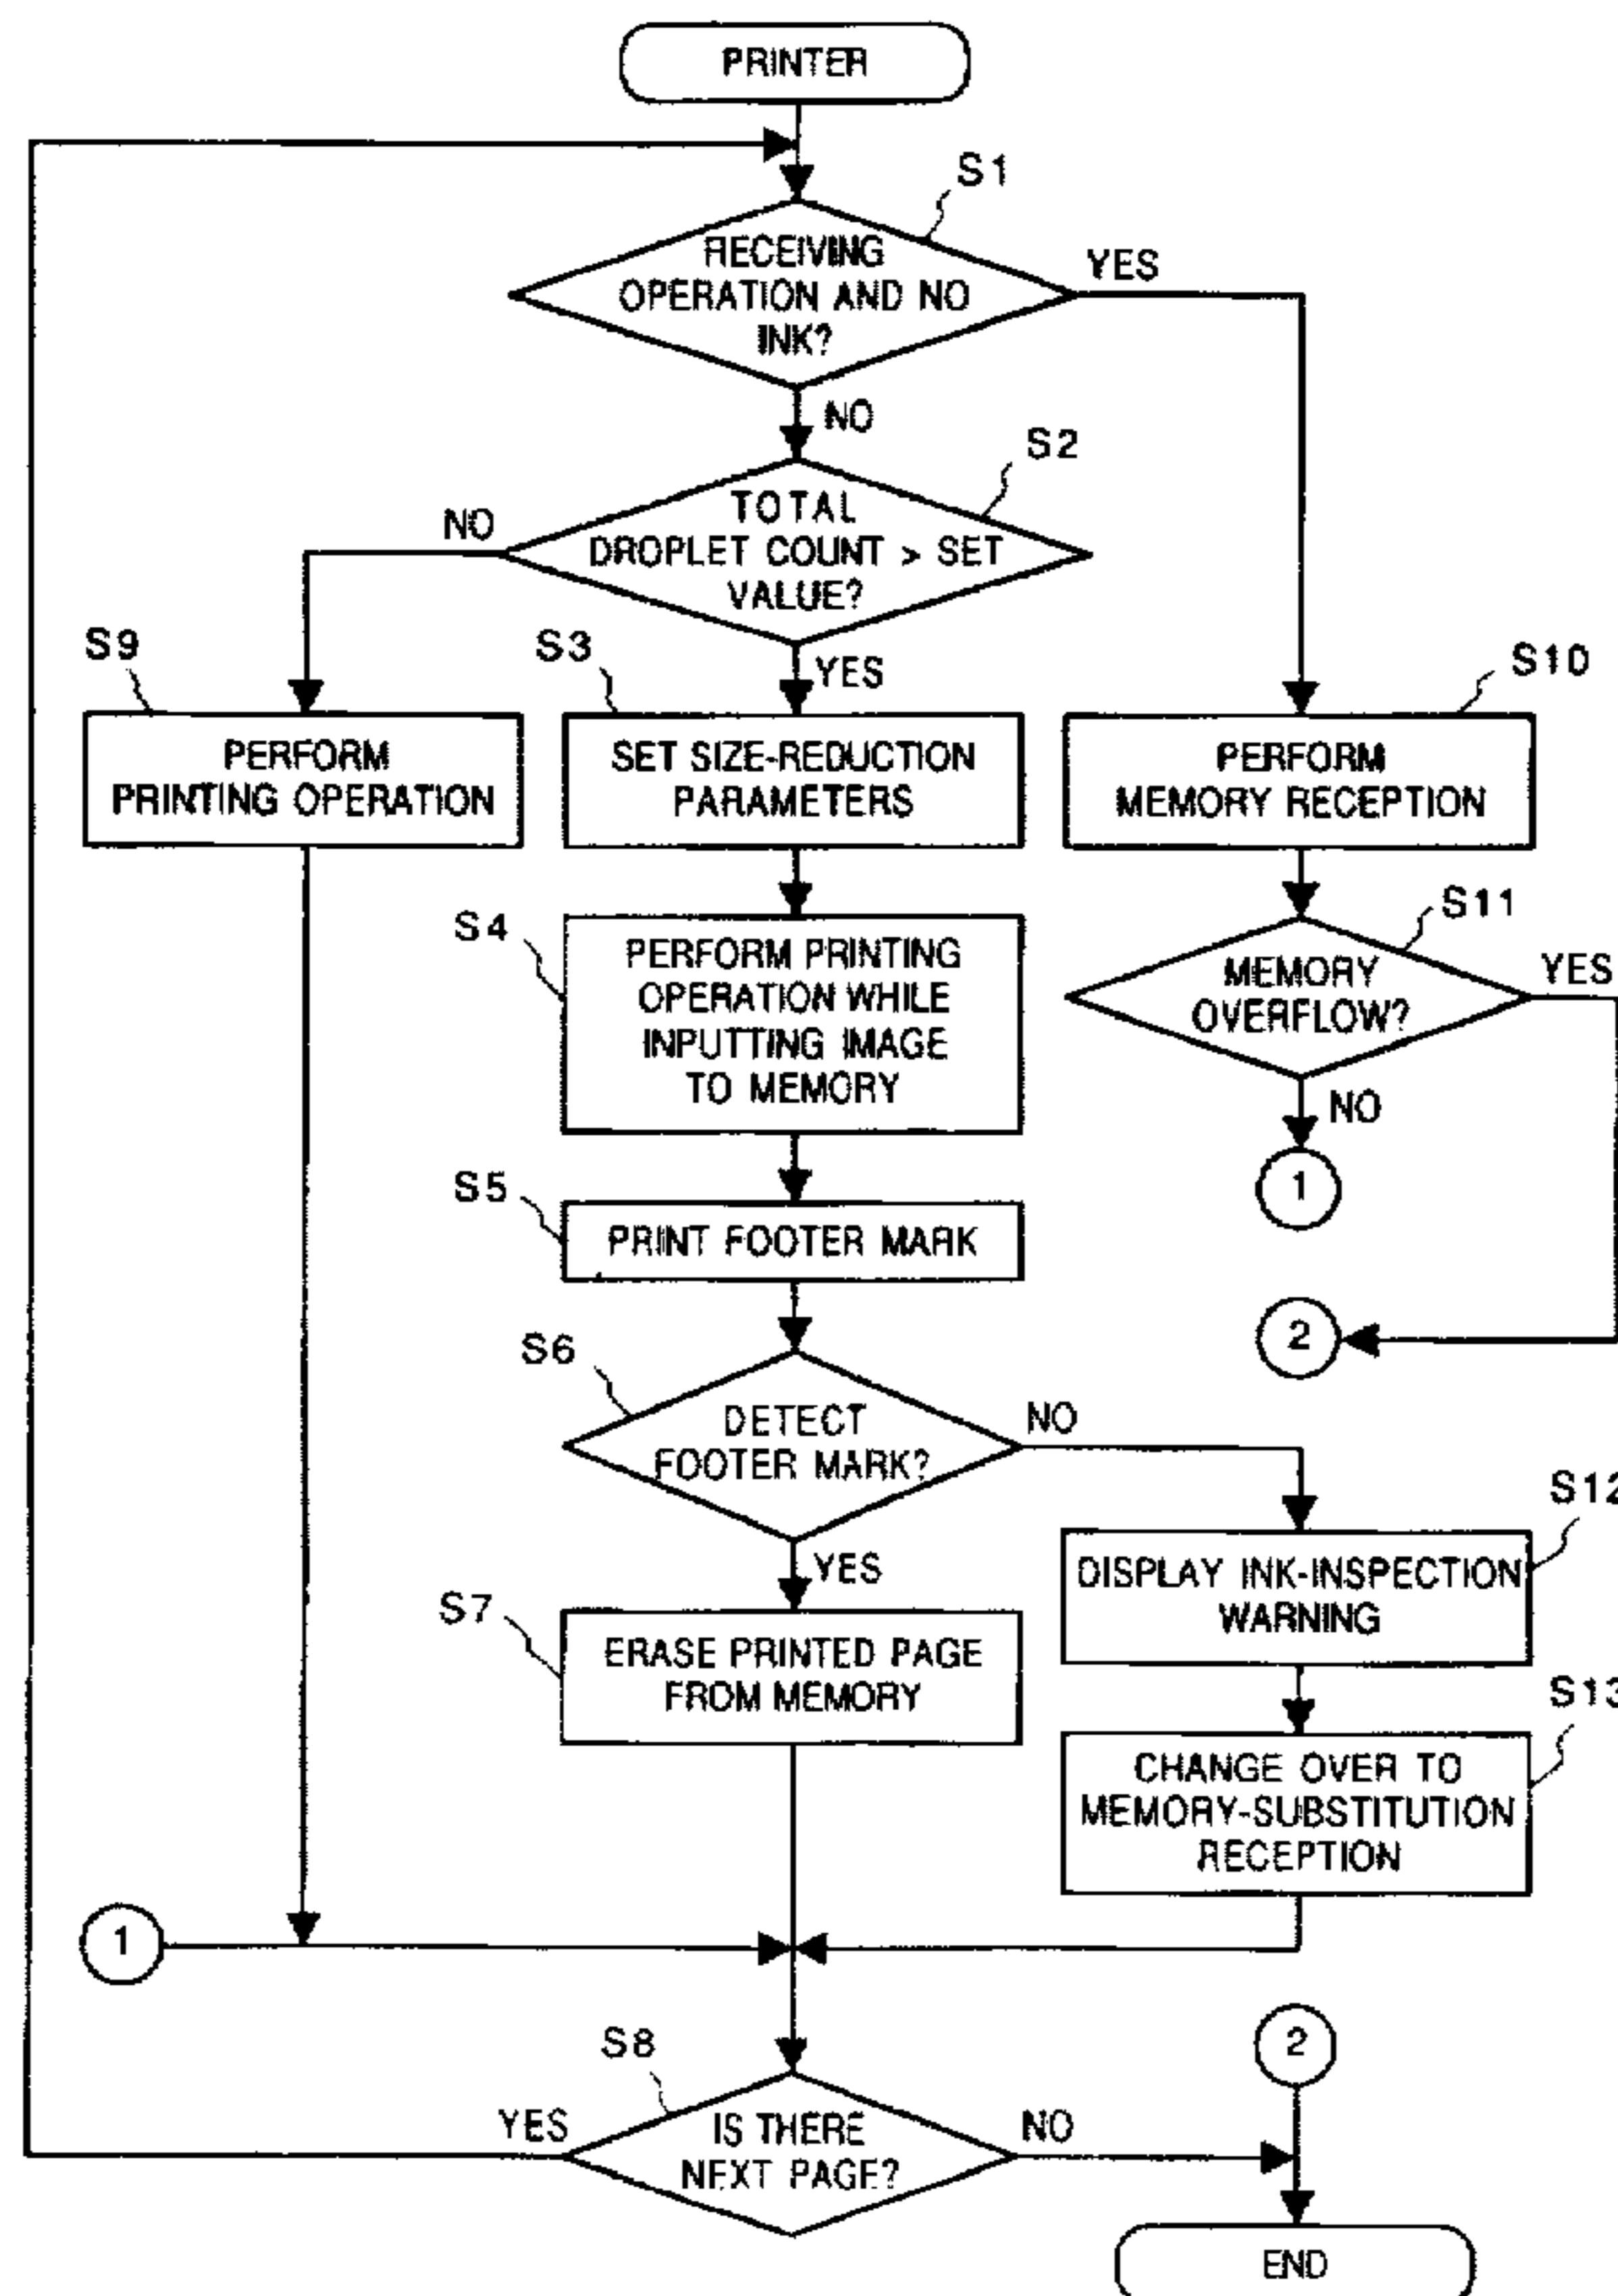 PRINTER
S1
RECEIVING
OPERATION AND NO
INK?
YES
NO
S2
TOTAL
DROPLET COUNT > SET
VALUE?
NO
YES
S9
PERFORM
PRINTING OPERATION
S3
SET SIZE-REDUCTION
PARAMETERS
S10
PERFORM
MEMORY RECEPTION
S4
PERFORM PRINTING
OPERATION WHILE
INPUTTING IMAGE
TO MEMORY
S11
MEMORY
OVERFLOW?
YES
NO
1
S5
PRINT FOOTER MARK
2
S6
DETECT
FOOTER MARK?
NO
YES
S12
DISPLAY INK-INSPECTION
WARNING
S7
ERASE PRINTED PAGE
FROM MEMORY
S13
CHANGE OVER TO
MEMORY-SUBSTITUTION
RECEPTION
1
S8
IS THERE
NEXT PAGE?
YES
NO
2
END